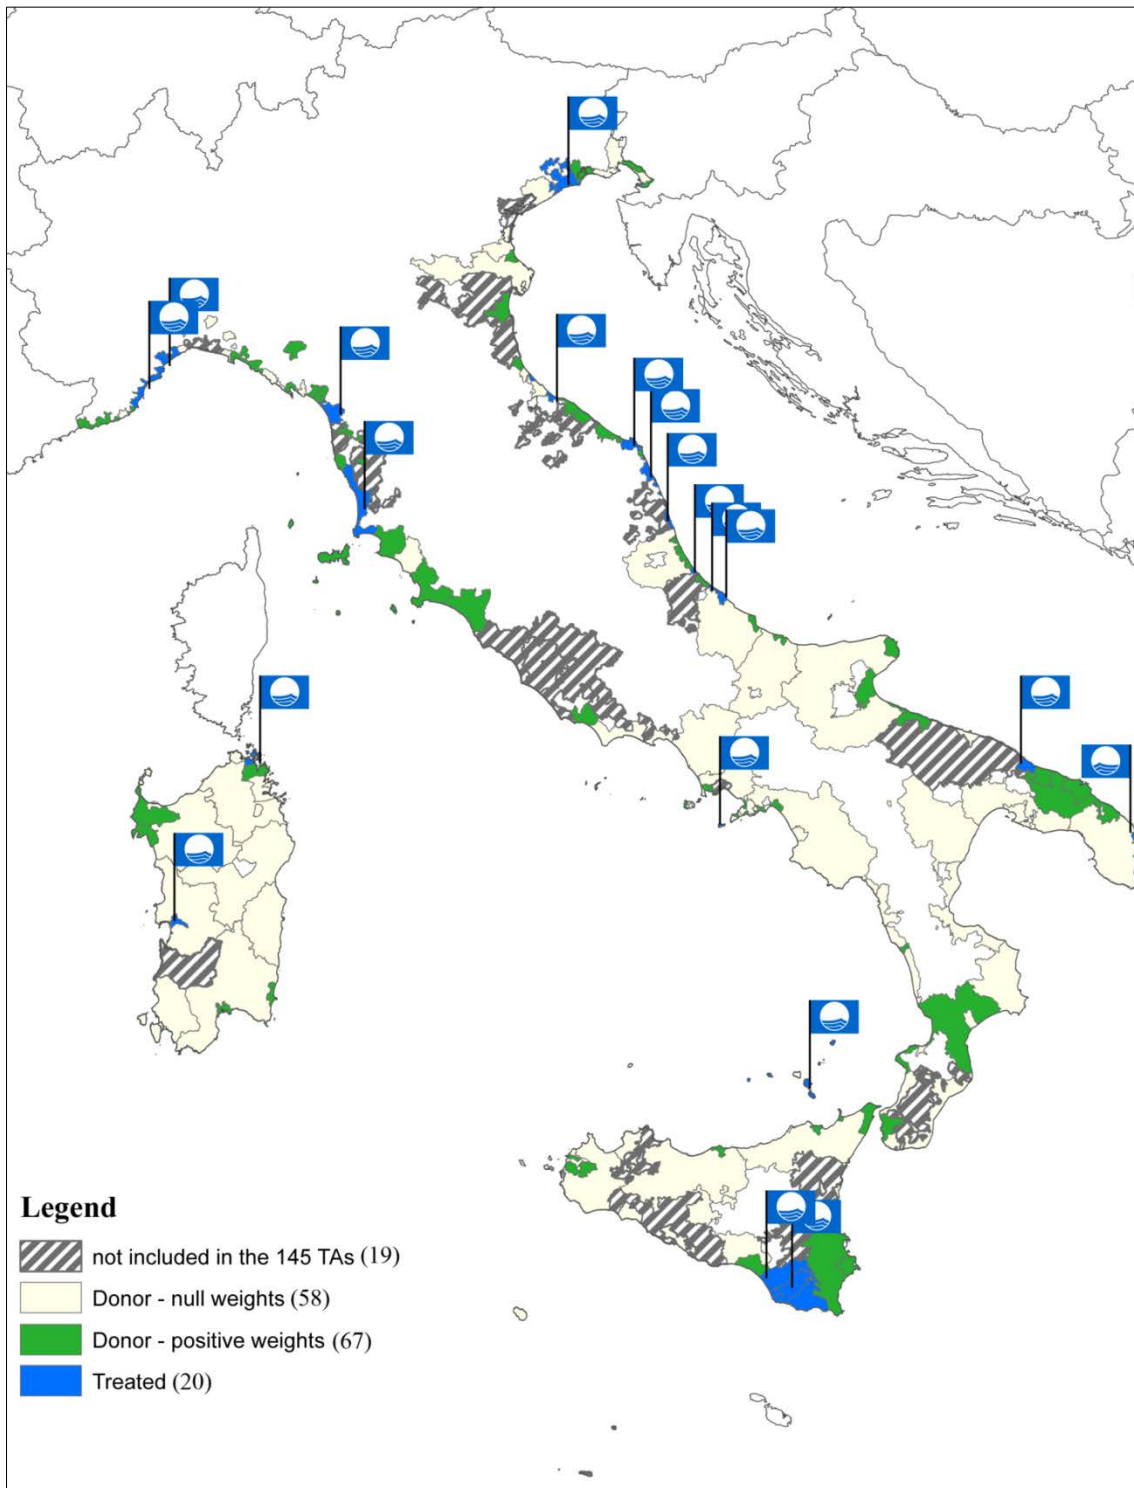 Legend
not included in the 145 TAs (19)
Donor - null weights (58)
Donor - positive weights (67)
Treated (20)